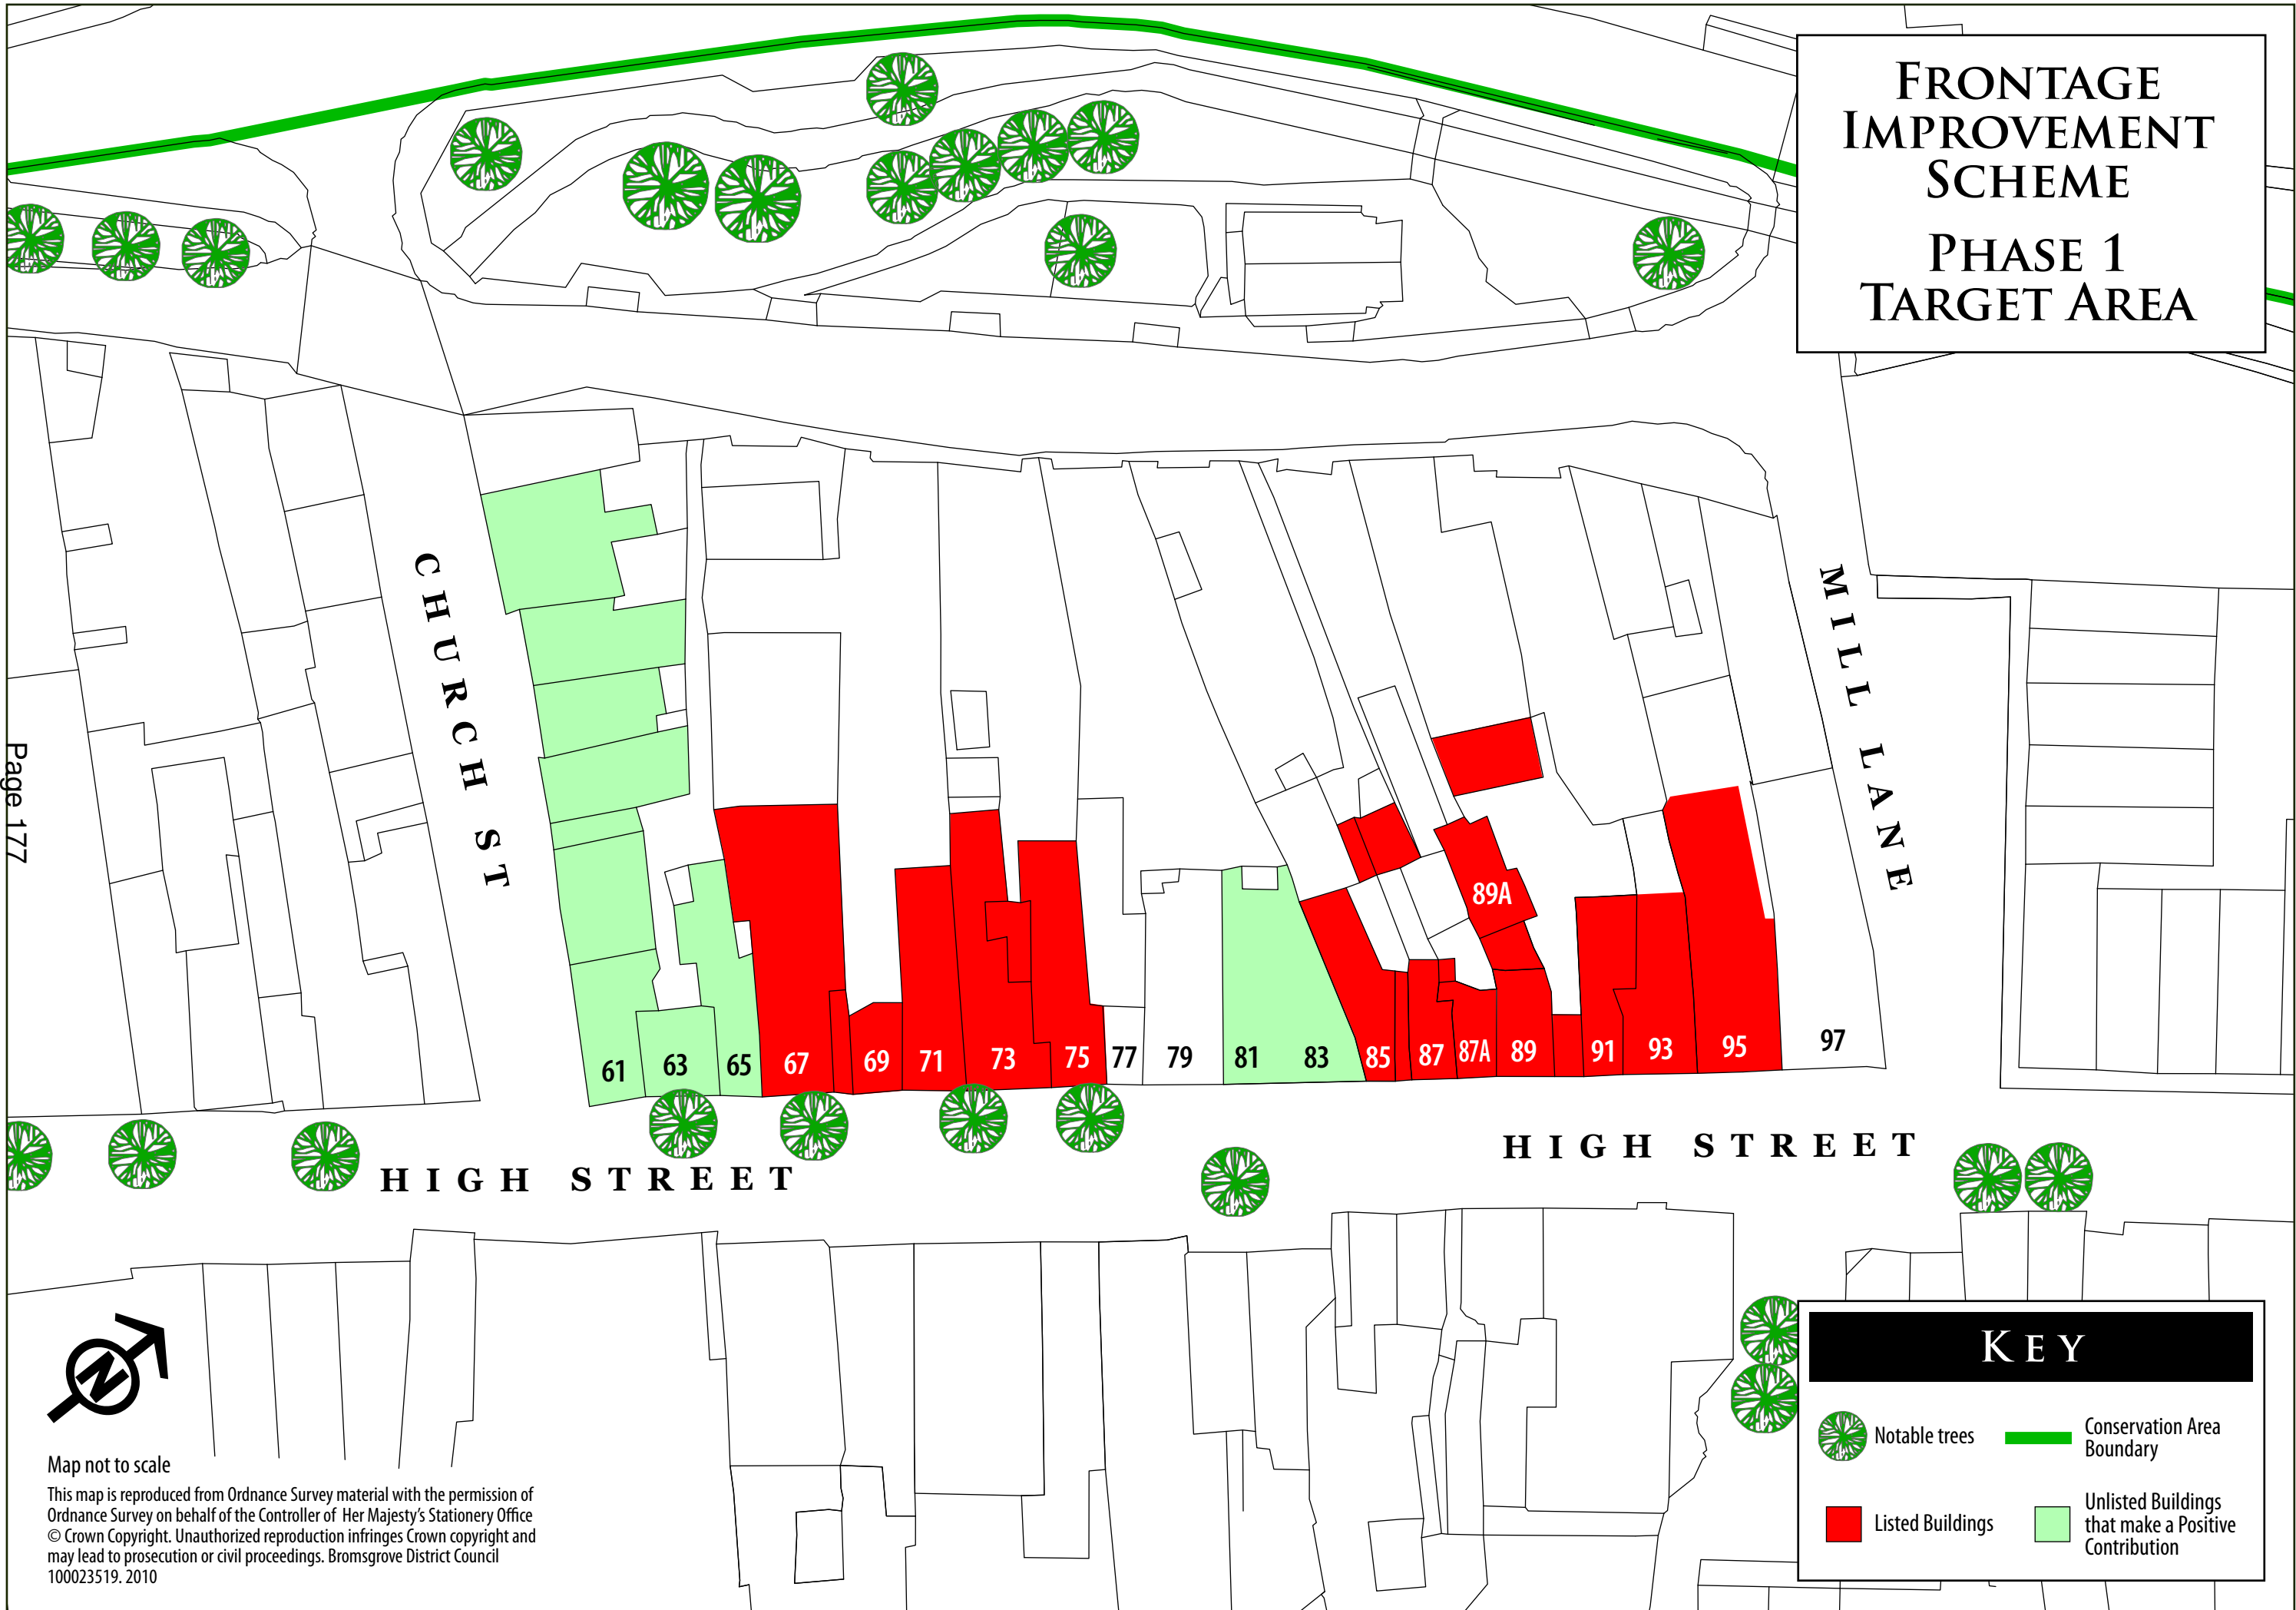 FRONTAGE
IMPROVEMENT
SCHEME
PHASE 1
TARGET AREA
CHURCH ST
MILL LANE
Page 177
89A
61 63 65 67 69 71 73 75 77 79 81 83 85 87 87A 89 91 93 95 97
HIGH STREET
HIGH STREET
N
Map not to scale
This map is reproduced from Ordnance Survey material with the permission of
Ordnance Survey on behalf of the Controller of Her Majesty's Stationery Office
© Crown Copyright. Unauthorized reproduction infringes Crown copyright and
may lead to prosecution or civil proceedings. Bromsgrove District Council
100023519. 2010
KEY
Notable trees
Conservation Area
Boundary
Listed Buildings
Unlisted Buildings
that make a Positive
Contribution